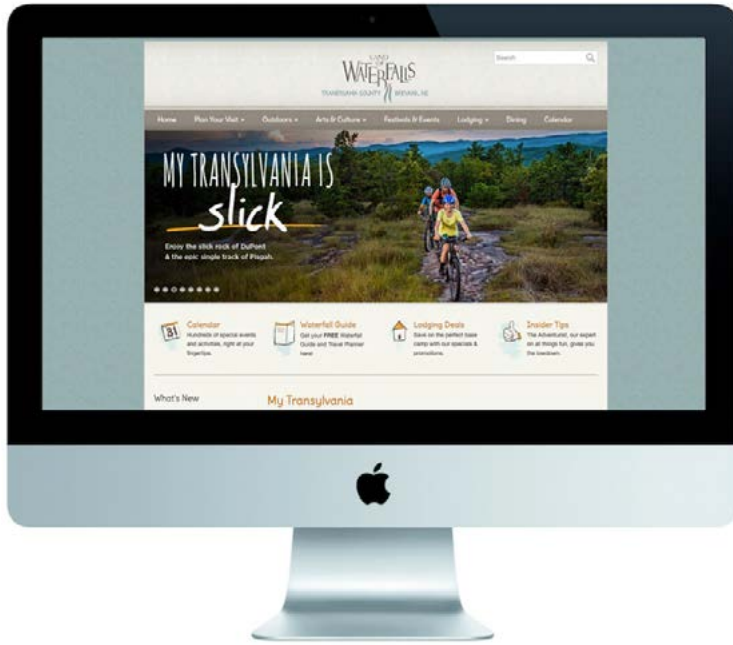 LAND
OF
WATERFALLS
TRANSYLVANIA COUNTY BREVARD, NC
Search
Home Plan Your Visit Outdoors Arts & Culture Festivals & Events Lodging Dining Calendar
MY TRANSYLVANIA IS
slick
Enjoy the slick rock of DuPont
& the epic single track of Pisgah.
31
Calendar
Hundreds of special events
and activities, right at your
fingertips.
Waterfall Guide
Get your FREE Waterfall
Guide and Travel Planner
here!
Lodging Deals
Save on the perfect base
camp with our specials &
promotions.
Insider Tips
The Adventurist, our expert
on all things fun, gives you
the lowdown.
What's New
My Transylvania